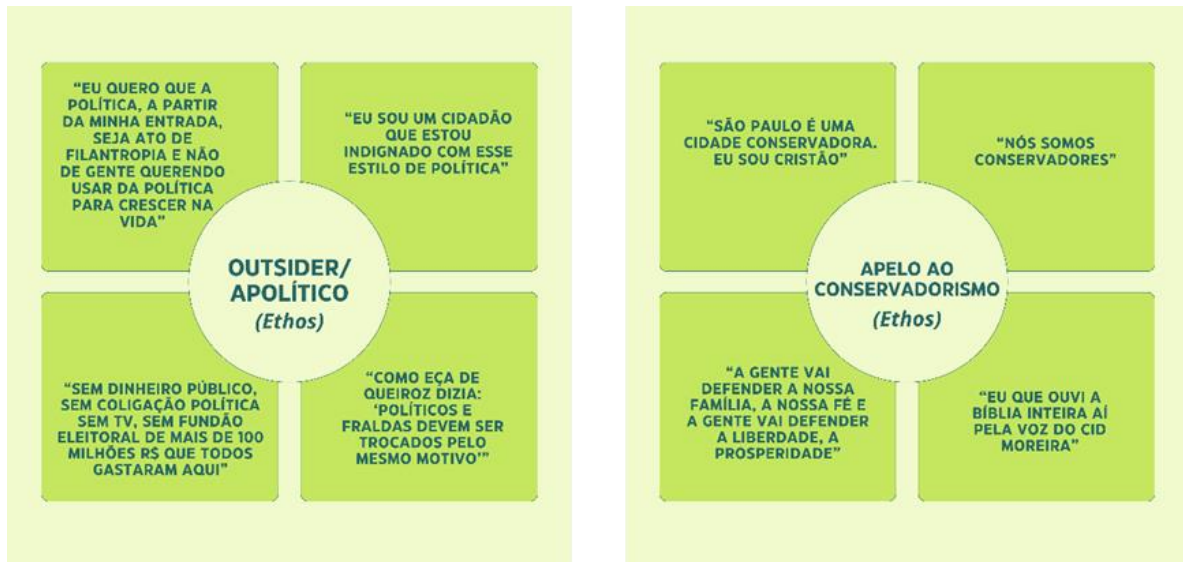 “EU QUERO QUE A
POLÍTICA, A PARTIR
DA MINHA ENTRADA,
SEJA ATO DE
FILANTROPIA E NÃO
DE GENTE QUERENDO
USAR DA POLÍTICA
PARA CRESCER NA
VIDA”
“EU SOU UM CIDADÃO
QUE ESTOU
INDIGNADO COM ESSE
ESTILO DE POLÍTICA”
OUTSIDER/
APOLÍTICO
(Ethos)
“SEM DINHEIRO PÚBLICO,
SEM COLIGAÇÃO POLÍTICA
SEM TV, SEM FUNDÃO
ELEITORAL DE MAIS DE 100
MILHÕES R$ QUE TODOS
GASTARAM AQUI”
“COMO EÇA DE
QUEIROZ DIZIA:
‘POLÍTICOS E
FRALDAS DEVEM SER
TROCADOS PELO
MESMO MOTIVO’”
“SÃO PAULO É UMA
CIDADE CONSERVADORA.
EU SOU CRISTÃO”
“NÓS SOMOS
CONSERVADORES”
APELO AO
CONSERVADORISMO
(Ethos)
“A GENTE VAI
DEFENDER A NOSSA
FAMÍLIA, A NOSSA FÉ E
A GENTE VAI DEFENDER
A LIBERDADE, A
PROSPERIDADE”
“EU QUE OUVI A
BÍBLIA INTEIRA AÍ
PELA VOZ DO CID
MOREIRA”